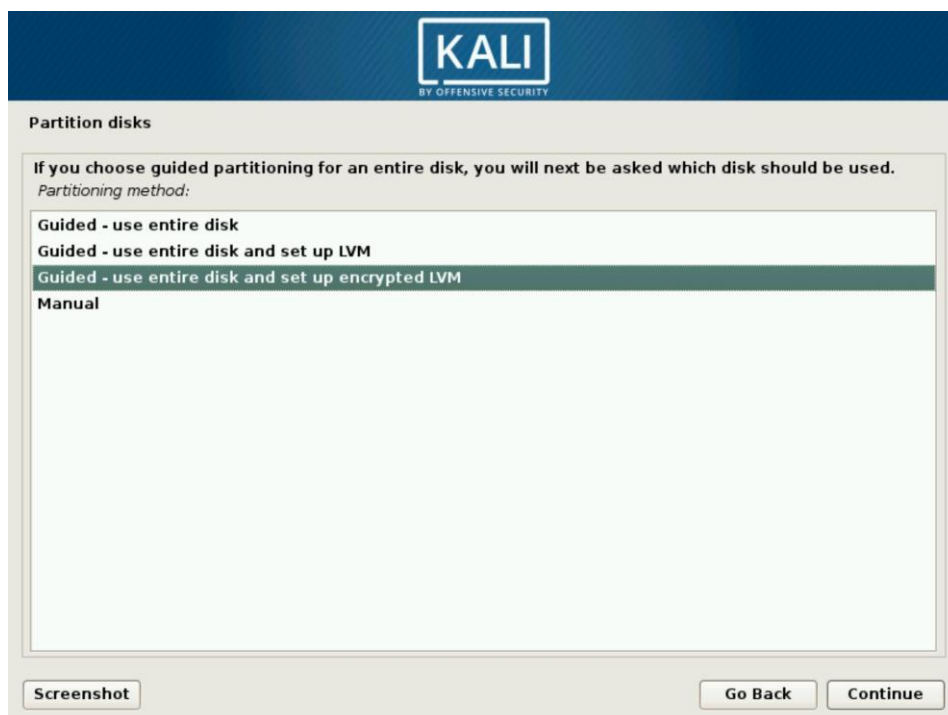 KALI
BY OFFENSIVE SECURITY
Partition disks
If you choose guided partitioning for an entire disk, you will next be asked which disk should be used.
Partitioning method:
Guided - use entire disk
Guided - use entire disk and set up LVM
Guided - use entire disk and set up encrypted LVM
Manual
Screenshot
Go Back
Continue